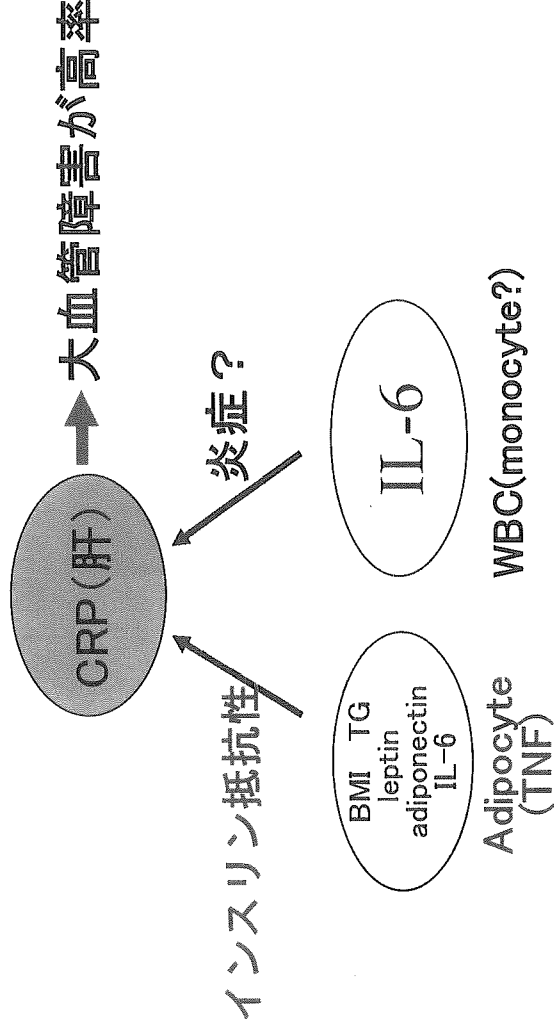 CRP(肝)
大血管障害が高率
インスリン抵抗性
炎症？
BMI TG
leptin
adiponectin
IL-6
IL-6
Adipocyte
(TNF)
WBC(monocyte?)